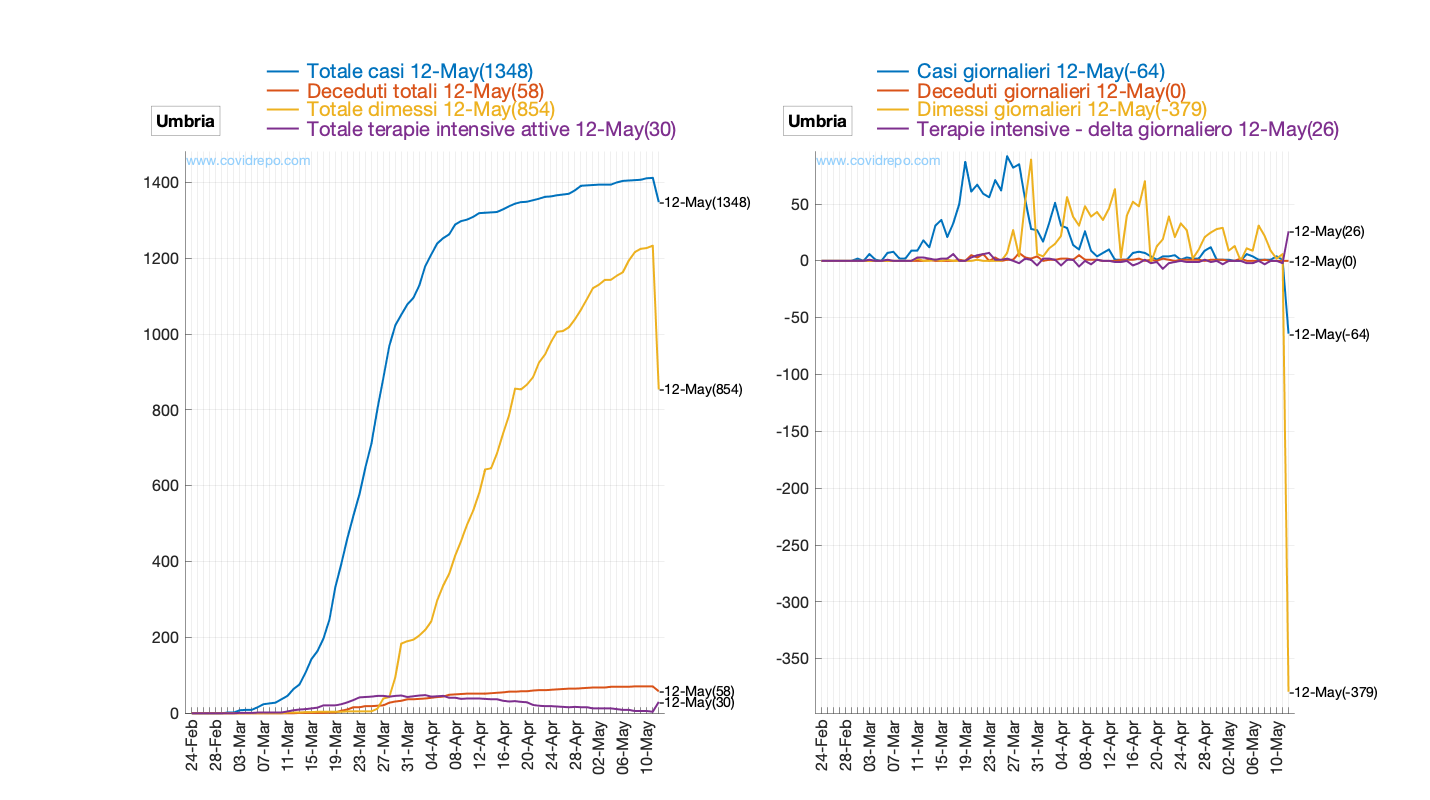 Totale casi 12-May(1348)
Deceduti totali 12-May(58)
Totale dimessi 12-May(854)
Totale terapie intensive attive 12-May(30)
Umbria
www.covidrepo.com
1400
1200
1000
800
600
400
200
0
12-May(1348)
12-May(854)
12-May(58)
12-May(30)
24-Feb
28-Feb
03-Mar
07-Mar
11-Mar
15-Mar
19-Mar
23-Mar
27-Mar
31-Mar
04-Apr
08-Apr
12-Apr
16-Apr
20-Apr
24-Apr
28-Apr
02-May
06-May
10-May
Casi giornalieri 12-May(-64)
Deceduti giornalieri 12-May(0)
Dimessi giornalieri 12-May(-379)
Terapie intensive - delta giornaliero 12-May(26)
Umbria
www.covidrepo.com
50
0
-50
-100
-150
-200
-250
-300
-350
12-May(26)
12-May(0)
12-May(-64)
12-May(-379)
24-Feb
28-Feb
03-Mar
07-Mar
11-Mar
15-Mar
19-Mar
23-Mar
27-Mar
31-Mar
04-Apr
08-Apr
12-Apr
16-Apr
20-Apr
24-Apr
28-Apr
02-May
06-May
10-May